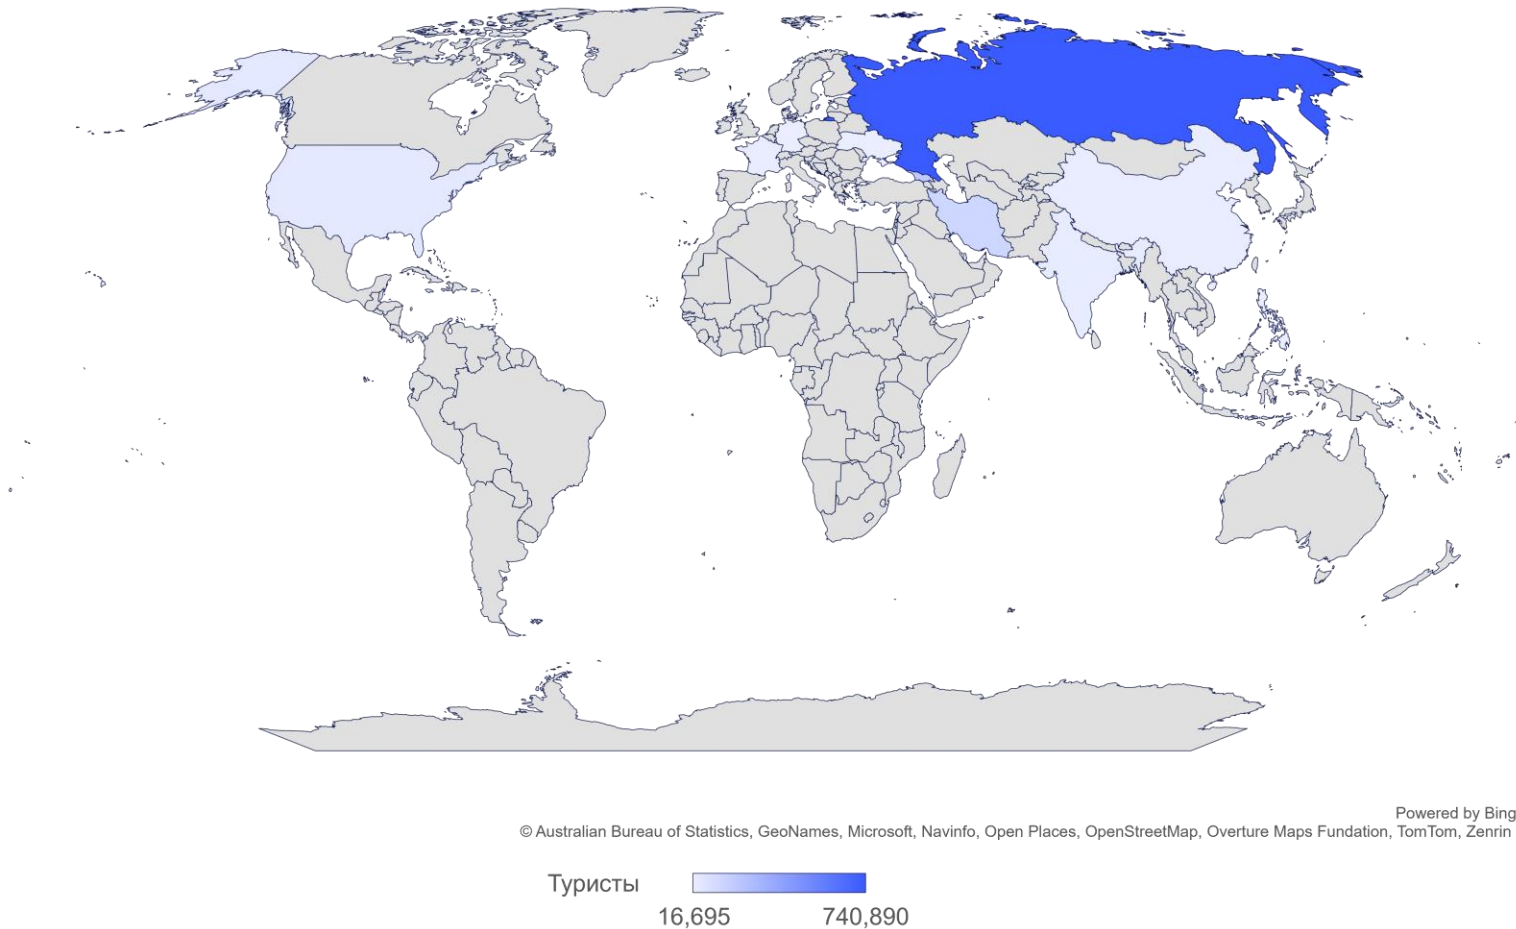 Powered by Bing
© Australian Bureau of Statistics, GeoNames, Microsoft, Navinfo, Open Places, OpenStreetMap, Overture Maps Fundation, TomTom, Zenrin
Туристы
16,695 740,890